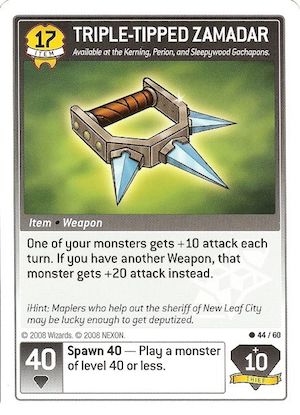 17
ITEM
TRIPLE-TIPPED ZAMADAR
Available at the Kerning, Perion, and Sleepywood Gachapons.
Item • Weapon
One of your monsters gets +10 attack each
turn. If you have another Weapon, that
monster gets +20 attack instead.
iHint: Maplers who help out the sheriff of New Leaf City
may be lucky enough to get deputized.
© 2008 Wizards. © 2008 NEXON.
● 44 / 60
40
Spawn 40 — Play a monster
of level 40 or less.
+
10
THIEF